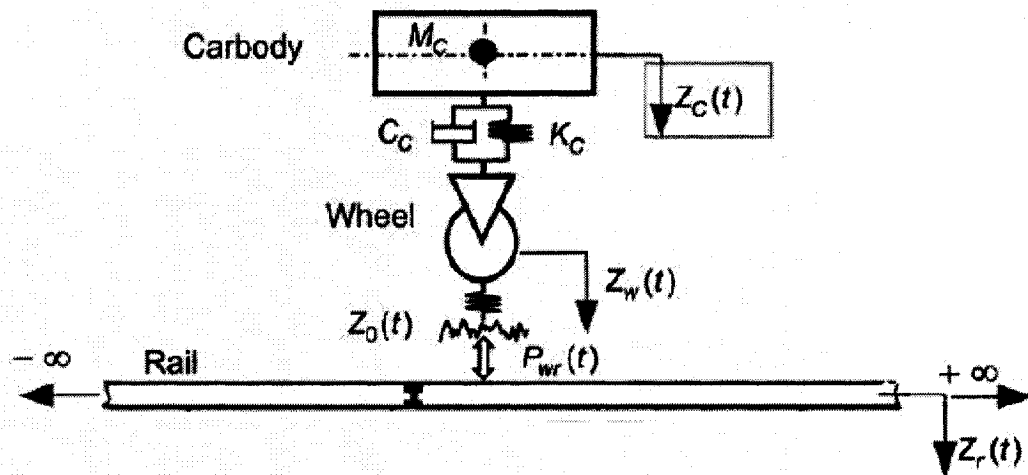 Carbody
M_C
Z_C(t)
C_C
K_C
Wheel
Z_w(t)
Z_0(t)
P_wr(t)
Rail
- ∞
+ ∞
Z_r(t)